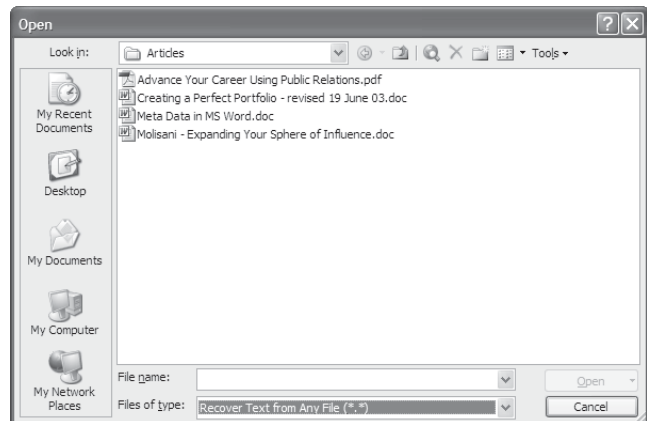 Open
Look in:
Articles
Tools
Advance Your Career Using Public Relations.pdf
Creating a Perfect Portfolio - revised 19 June 03.doc
Meta Data in MS Word.doc
Molisani - Expanding Your Sphere of Influence.doc
My Recent
Documents
Desktop
My Documents
My Computer
My Network
Places
File name:
Open
Files of type:
Recover Text from Any File (*.*)
Cancel